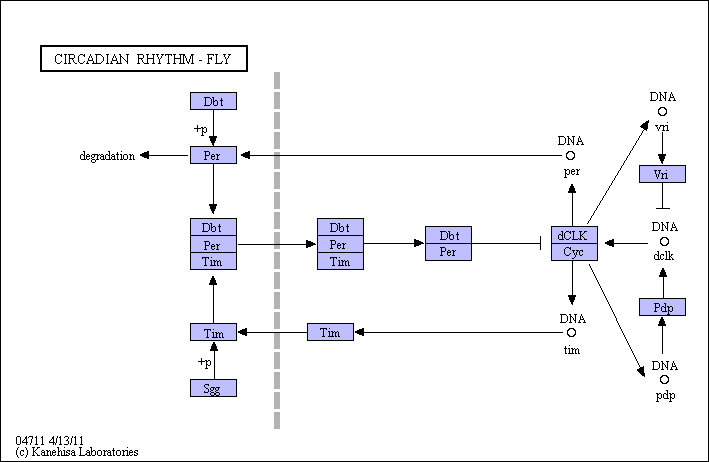 CIRCADIAN RHYTHM - FLY
Dbt
+p
degradation
Per
DNA
per
DNA
vri
Vri
Dbt
Per
Tim
Dbt
Per
Tim
Dbt
Per
dCLK
Cyc
DNA
dclk
Pdp
DNA
pdp
Tim
Tim
DNA
tim
+p
Sgg
04711 4/13/11
(c) Kanehisa Laboratories